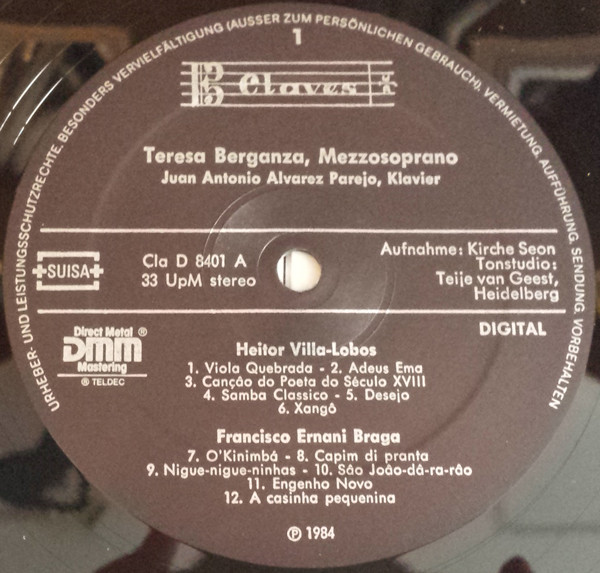 URHEBER- UND LEISTUNGSSCHUTZRECHTE, BESONDERS VERVIELFÄLTIGUNG (AUSSER ZUM PERSÖNLICHEN GEBRAUCH), VERMIETUNG, AUFFÜHRUNG, SENDUNG, VORBEHALTEN
1
Claves
Teresa Berganza, Mezzosoprano
Juan Antonio Alvarez Parejo, Klavier
SUISA
Cla D 8401 A
33 UpM stereo
Aufnahme: Kirche Seon
Tonstudio:
Teije van Geest,
Heidelberg
DIGITAL
Direct Metal ®
DMM
Mastering
® TELDEC
Heitor Villa-Lobos
1. Viola Quebrada - 2. Adeus Ema
3. Canção do Poeta do Século XVIII
4. Samba Classico - 5. Desejo
6. Xangô
Francisco Ernani Braga
7. O'Kinimbá - 8. Capim di pranta
9. Nigue-nigue-ninhas - 10. São João-dâ-ra-rão
11. Engenho Novo
12. A casinha pequenina
℗ 1984